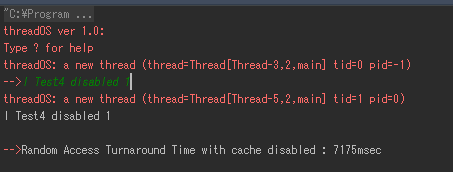 "C:\Program ...
threadOS ver 1.0:
Type ? for help
threadOS: a new thread (thread=Thread[Thread-3,2,main] tid=0 pid=-1)
-->l Test4 disabled 1
threadOS: a new thread (thread=Thread[Thread-5,2,main] tid=1 pid=0)
l Test4 disabled 1
-->Random Access Turnaround Time with cache disabled : 7175msec